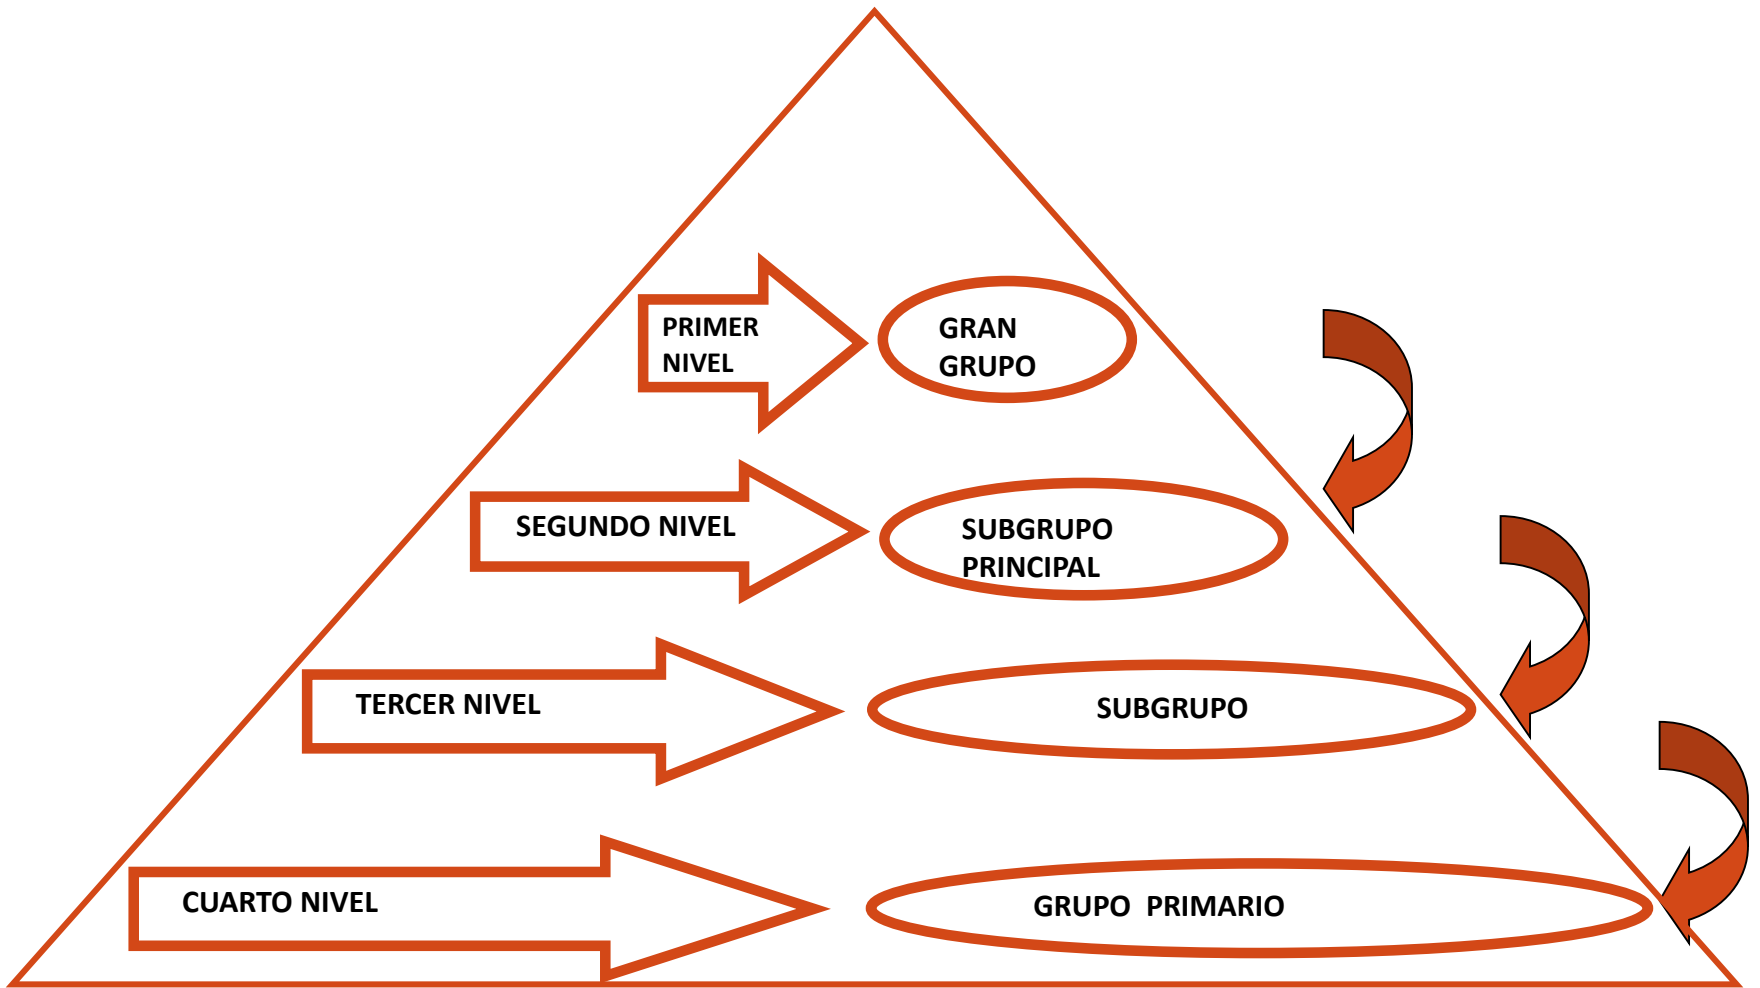 PRIMER
NIVEL
GRAN
GRUPO
SEGUNDO NIVEL
SUBGRUPO
PRINCIPAL
TERCER NIVEL
SUBGRUPO
CUARTO NIVEL
GRUPO  PRIMARIO